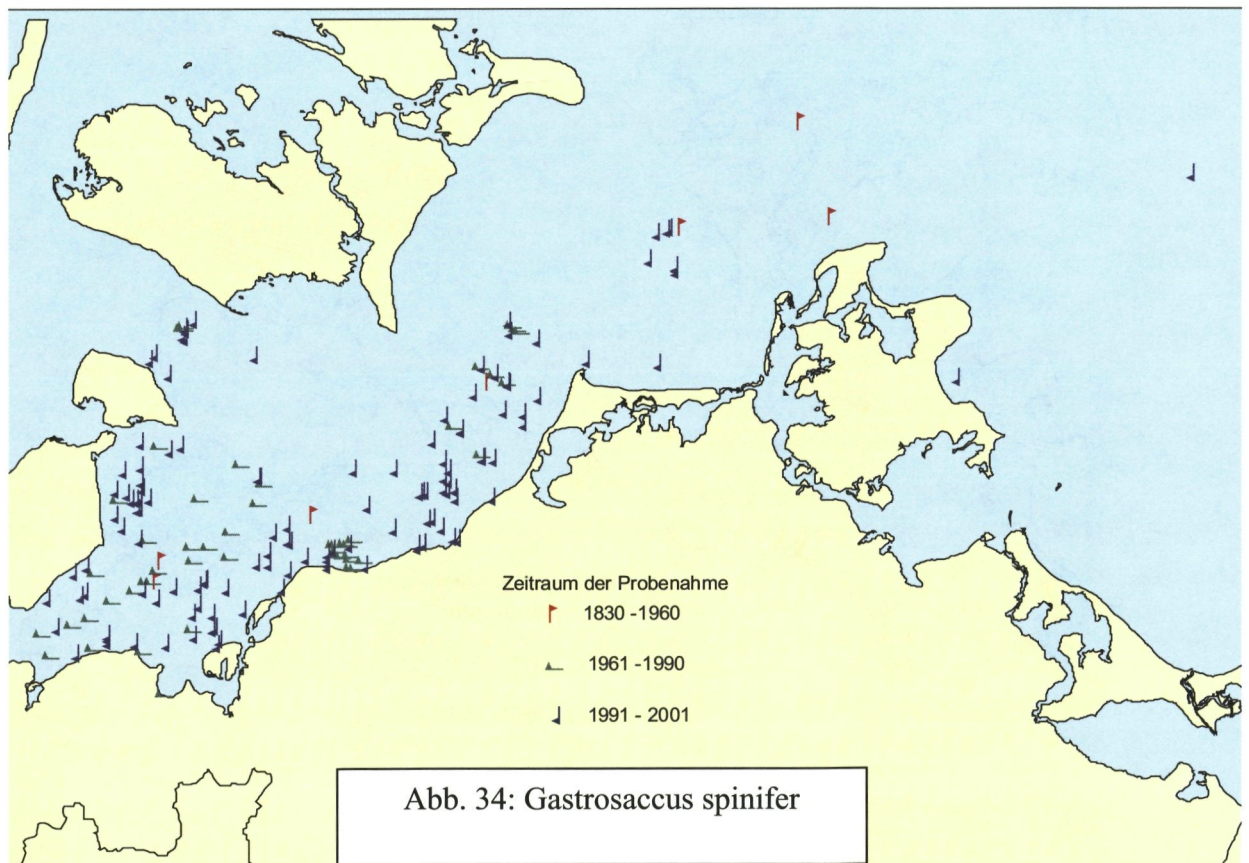 Zeitraum der Probenahme
1830 -1960
1961 -1990
1991 - 2001
Abb. 34: Gastrosaccus spinifer